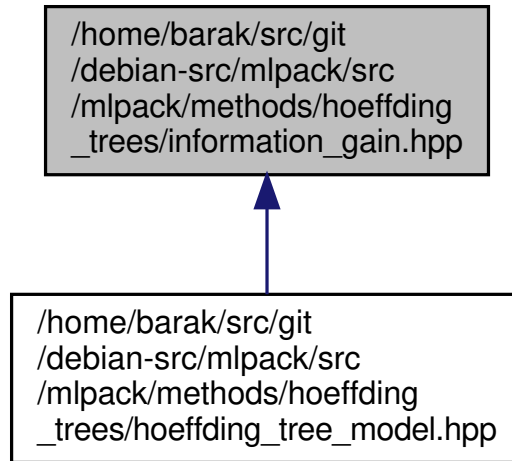 /home/barak/src/git
/debian-src/mlpack/src
/mlpack/methods/hoeffding
_trees/information_gain.hpp
/home/barak/src/git
/debian-src/mlpack/src
/mlpack/methods/hoeffding
_trees/hoeffding_tree_model.hpp